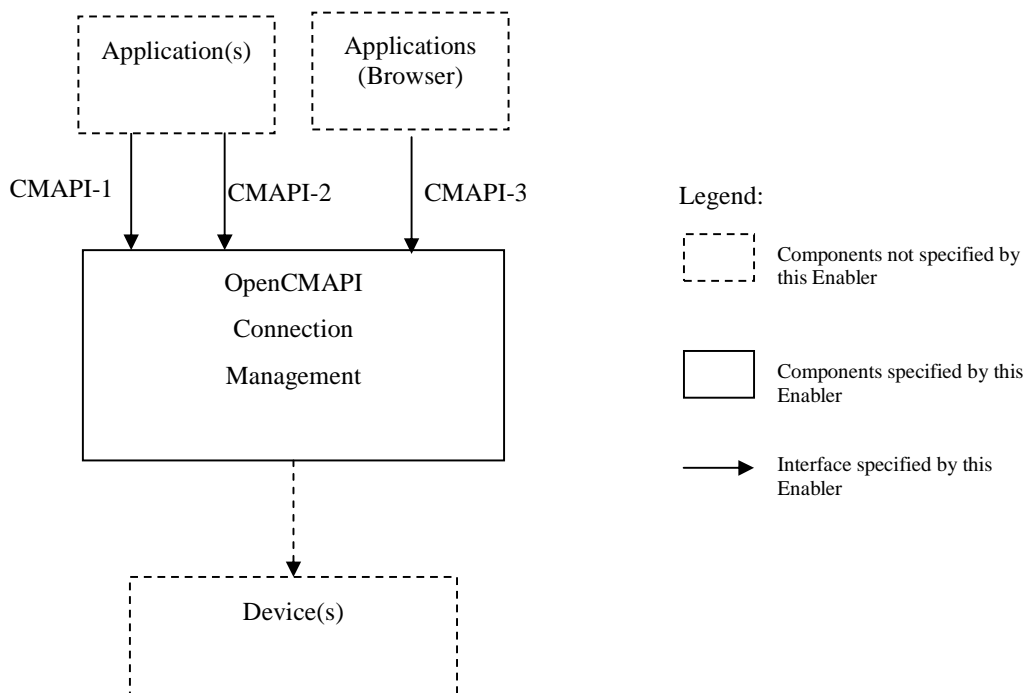 Application(s)
Applications
(Browser)
CMAPI-1
CMAPI-2
CMAPI-3
OpenCMAPI
Connection
Management
Device(s)
Legend:
Components not specified by
this Enabler
Components specified by this
Enabler
Interface specified by this
Enabler